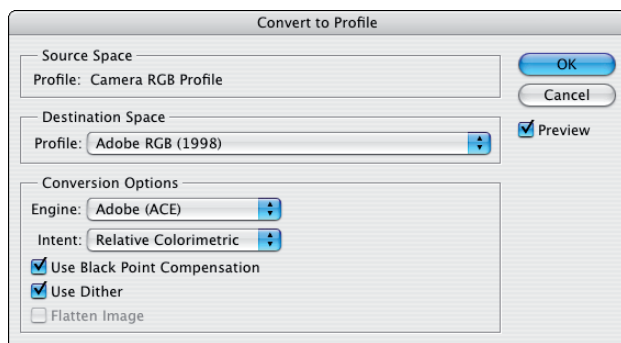 Convert to Profile
Source Space
Profile: Camera RGB Profile
Destination Space
Profile: Adobe RGB (1998)
Conversion Options
Engine: Adobe (ACE)
Intent: Relative Colorimetric
Use Black Point Compensation
Use Dither
Flatten Image
OK
Cancel
Preview